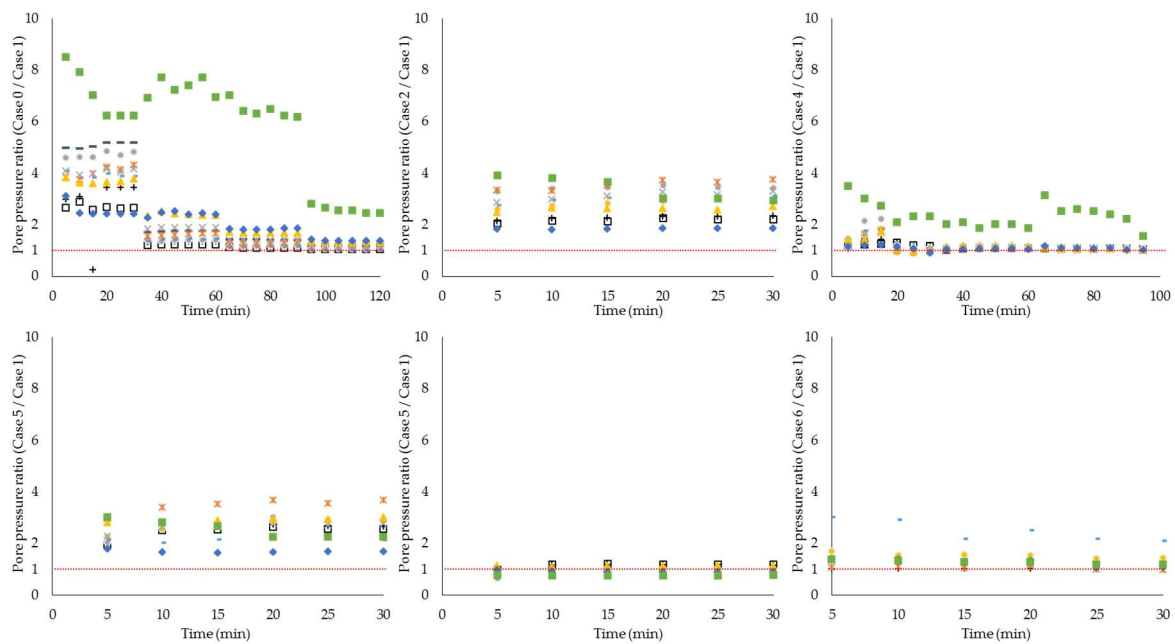 10
8
6
4
2
1
0
Pore pressure ratio (Case 0 / Case 1)
0 20 40 60 80 100 120
Time (min)
10
8
6
4
2
1
0
Pore pressure ratio (Case 2 / Case 1)
0 5 10 15 20 25 30
Time (min)
10
8
6
4
2
1
0
Pore pressure ratio (Case 4 / Case 1)
0 20 40 60 80 100
Time (min)
10
8
6
4
2
1
0
Pore pressure ratio (Case 5 / Case 1)
0 5 10 15 20 25 30
Time (min)
10
8
6
4
2
1
0
Pore pressure ratio (Case 5 / Case 1)
0 5 10 15 20 25 30
Time (min)
10
8
6
4
2
1
0
Pore pressure ratio (Case 6 / Case 1)
5 10 15 20 25 30
Time (min)